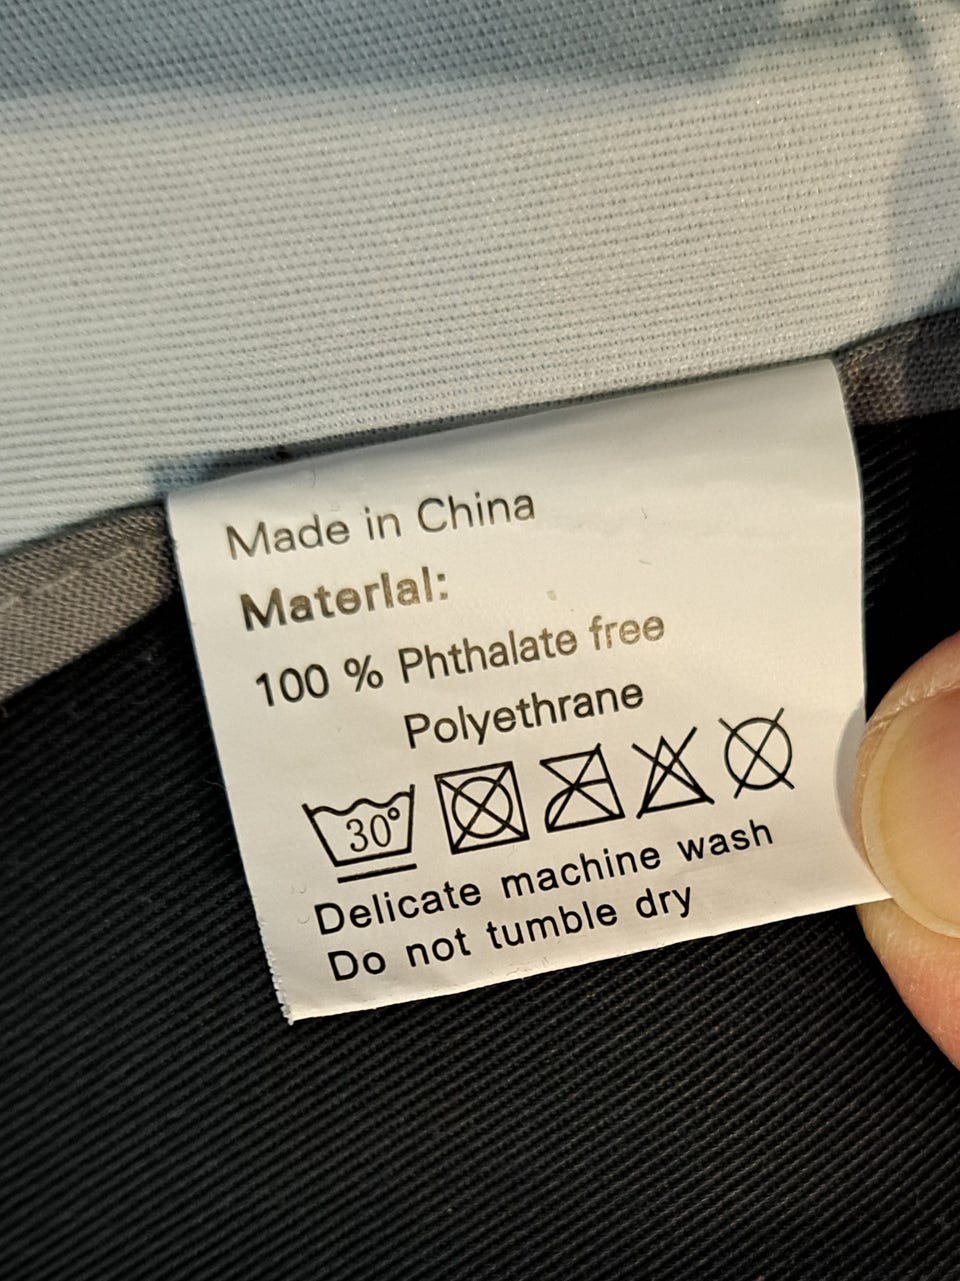 Made in China
Materlal:
100 % Phthalate free
Polyethrane
30°
Delicate machine wash
Do not tumble dry